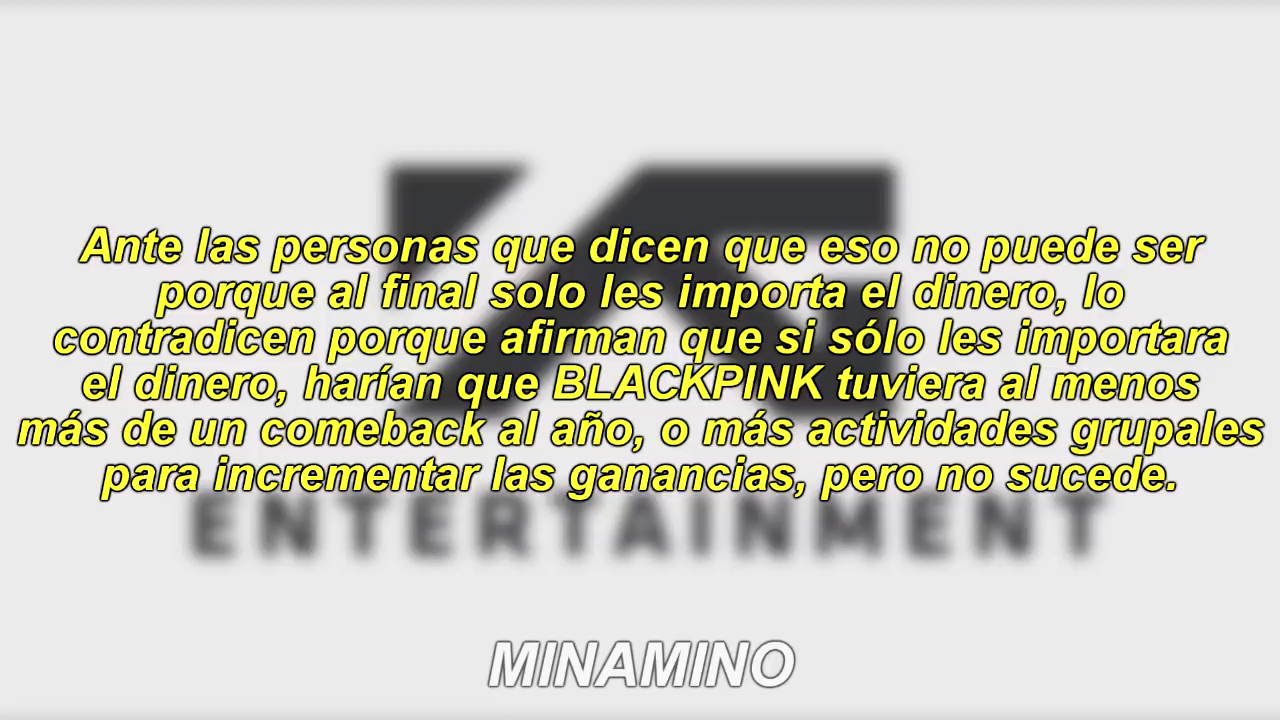 Ante las personas que dicen que eso no puede ser
porque al final solo les importa el dinero, lo
contradicen porque afirman que si sólo les importara
el dinero, harían que BLACKPINK tuviera al menos
más de un comeback al año, o más actividades grupales
para incrementar las ganancias, pero no sucede.
YG
ENTERTAINMENT
MINAMINO